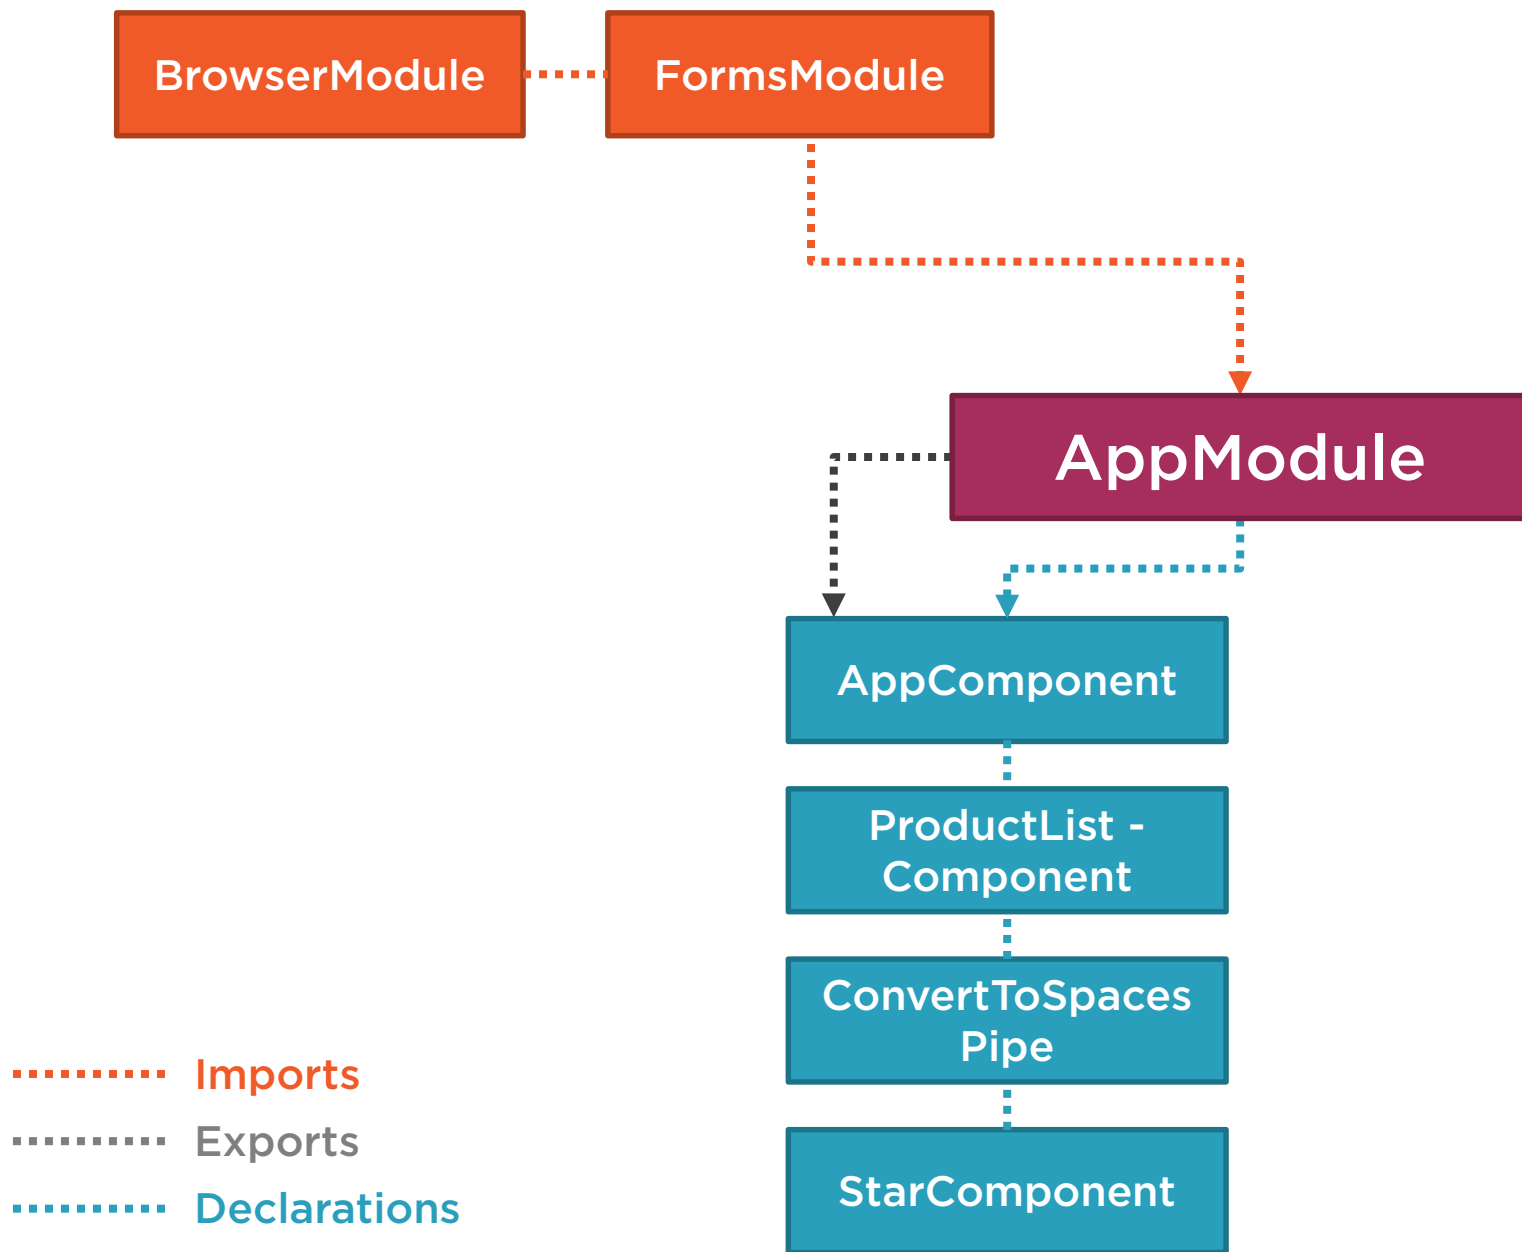 BrowserModule
FormsModule
AppModule
AppComponent
ProductList -
Component
ConvertToSpaces
Pipe
StarComponent
Imports
Exports
Declarations